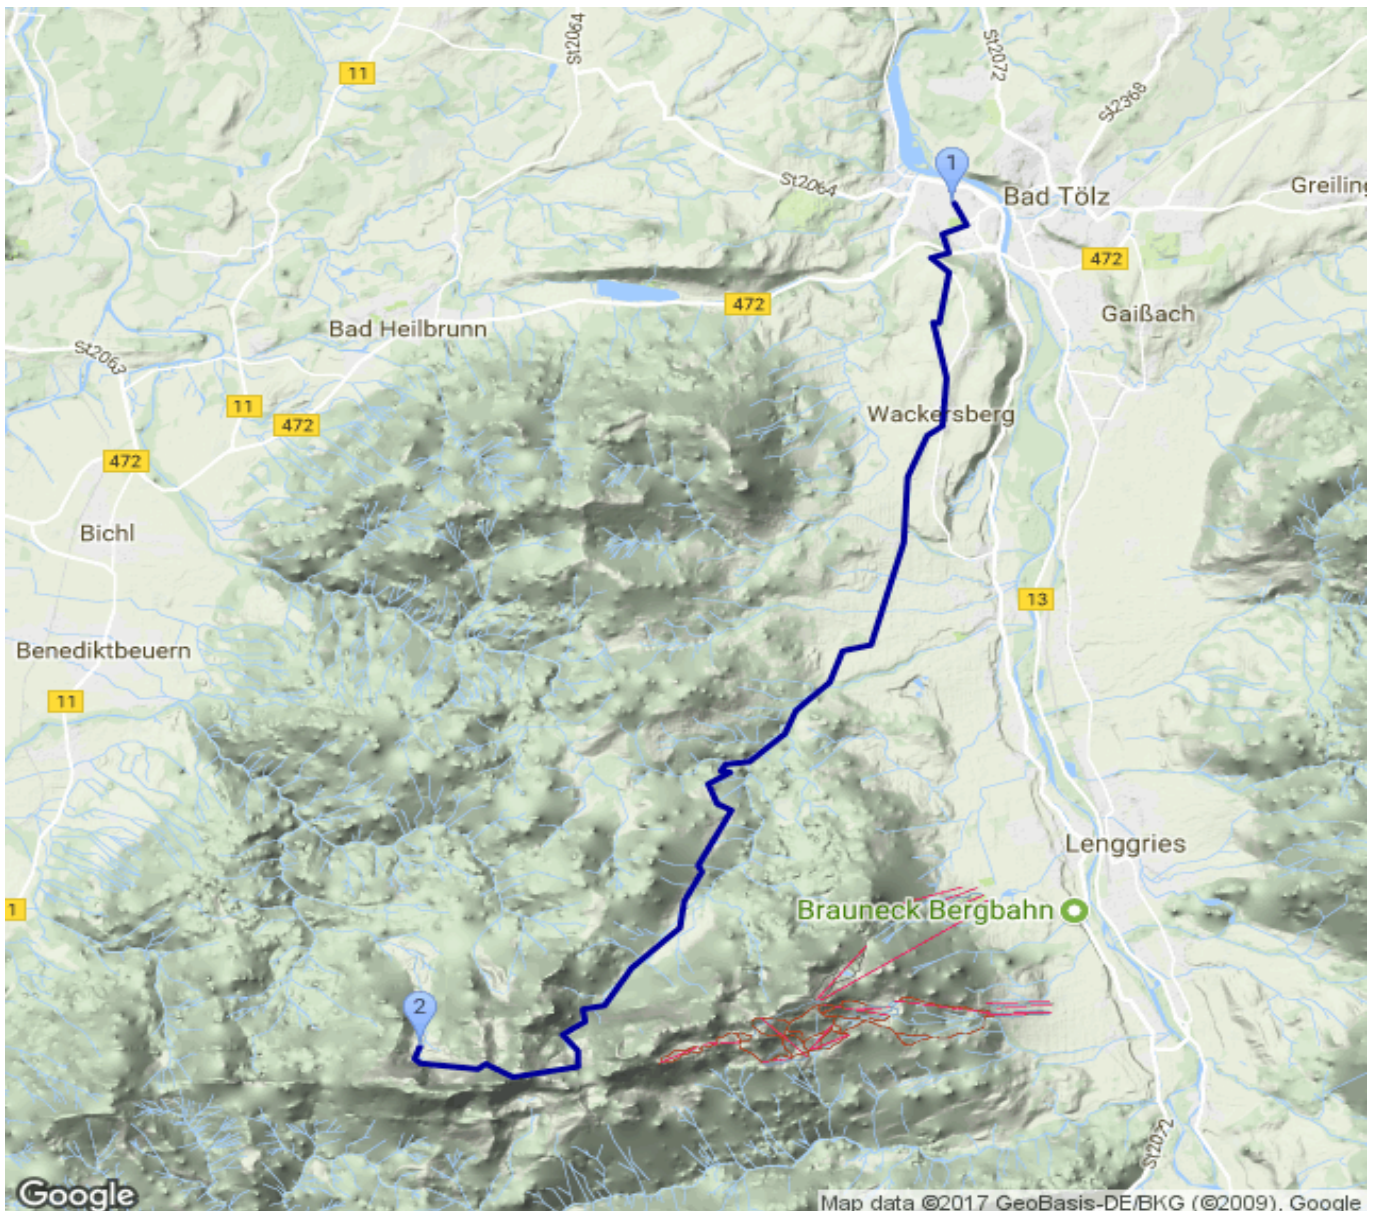 St2064
St2072
11
St2368
1
St2064
Bad Tölz
Greiling
472
472
Gaißach
Bad Heilbrunn
St2063
11
Wackersberg
472
472
Bichl
13
Benediktbeuern
11
Lenggries
1
Brauneck Bergbahn
2
St2072
Google
Map data ©2017 GeoBasis-DE/BKG (©2009), Google